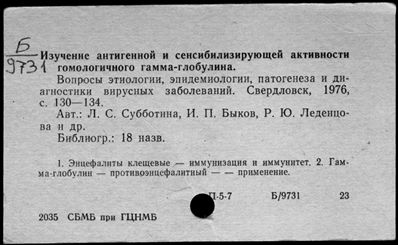 Б
9731
Изучение антигенной и сенсибилизирующей активности
гомологичного гамма-глобулина.
Вопросы этнологии, эпидемиологии, патогенеза и ди-
агностики вирусных заболеваний. Свердловск, 1976,
с. 130—134.
Авт.: Л. С. Субботина, И. П. Быков, Р. Ю. Леденцо-
ва и др.
Библиогр.: 18 назв.
1. Энцефалиты клещевые — иммунизация и иммунитет. 2. Гам-
ма-глобулин — противоэнцефалитный — — применение.
П-5-7 Б/9731 23
2035 СБМБ при ГЦНМБ